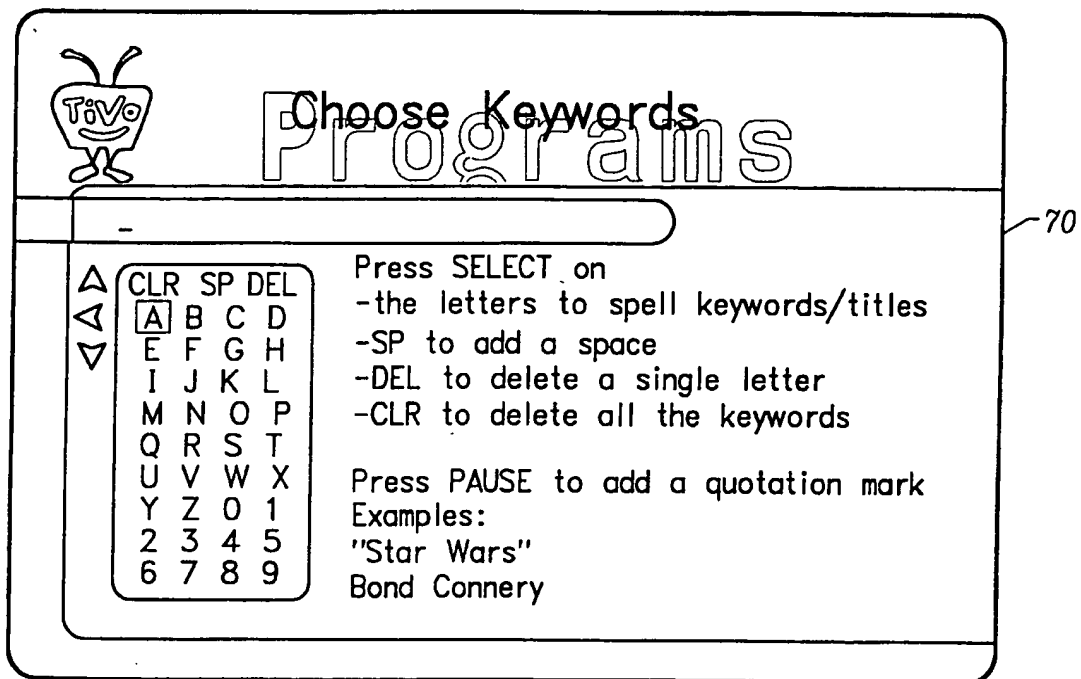 TiVo
Choose Keywords
Programs
70
_
CLR SP DEL
A B C D
E F G H
I J K L
M N O P
Q R S T
U V W X
Y Z 0 1
2 3 4 5
6 7 8 9
Press SELECT on
-the letters to spell keywords/titles
-SP to add a space
-DEL to delete a single letter
-CLR to delete all the keywords
Press PAUSE to add a quotation mark
Examples:
"Star Wars"
Bond Connery